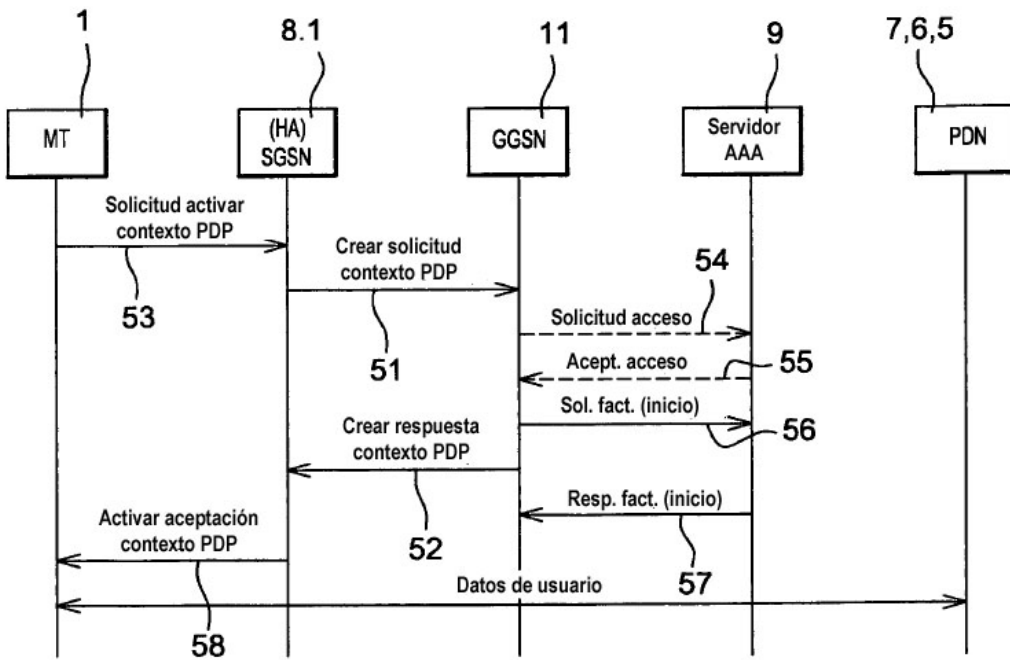 1
8.1
11
9
7,6,5
MT
(HA)
SGSN
GGSN
Servidor
AAA
PDN
Solicitud activar
contexto PDP
53
Crear solicitud
contexto PDP
51
54
Solicitud acceso
Acept. acceso
55
Sol. fact. (inicio)
56
Crear respuesta
contexto PDP
52
Resp. fact. (inicio)
57
Activar aceptación
contexto PDP
58
Datos de usuario